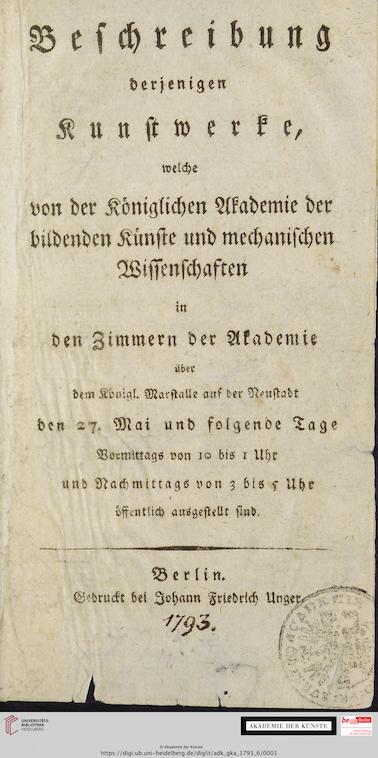 Beschreibung
derjenigen
Kunstwerke,
welche
von der Königlichen Akademie der
bildenden Künste und mechanischen
Wissenschaften
in
den Zimmern der Akademie
über
dem Königl. Marstalle auf der Neustadt
den 27. Mai und folgende Tage
Vormittags von 10 bis 1 Uhr
und Nachmittags von 3 bis 5 Uhr
öffentlich ausgestellt sind.
Berlin.
Gedruckt bei Johann Friedrich Unger.
1793.
UNIVERSITÄTS-
BIBLIOTHEK
HEIDELBERG
AKADEMIE DER KÜNSTE
be Berlin
© Akademie der Künste
https://digi.ub.uni-heidelberg.de/diglit/adk_gka_1793_6/0001